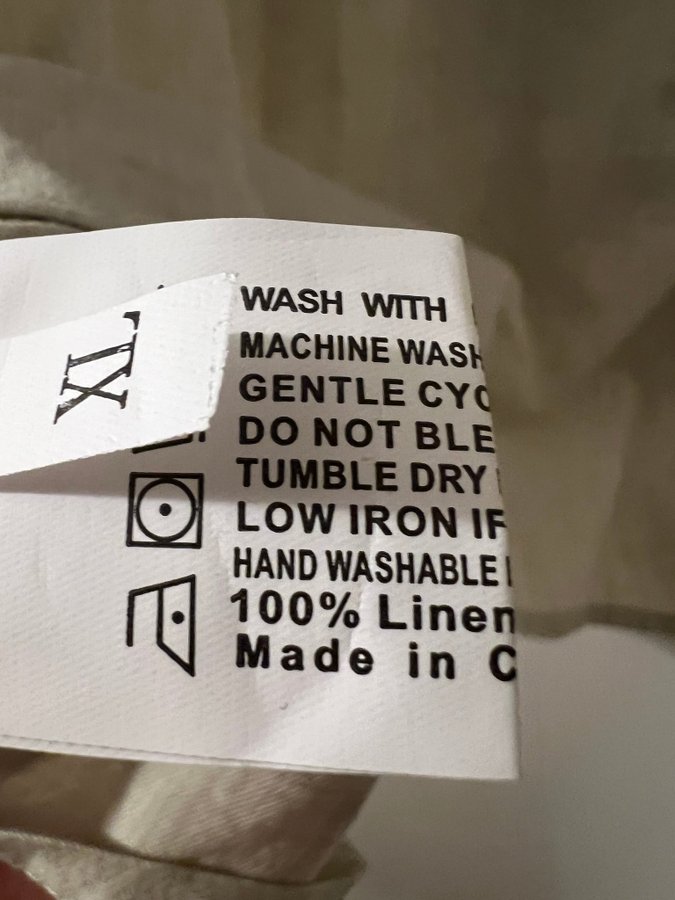 XL
WASH WITH
MACHINE WASH
GENTLE CYC
DO NOT BLE
TUMBLE DRY
LOW IRON IF
HAND WASHABLE
100% Linen
Made in C